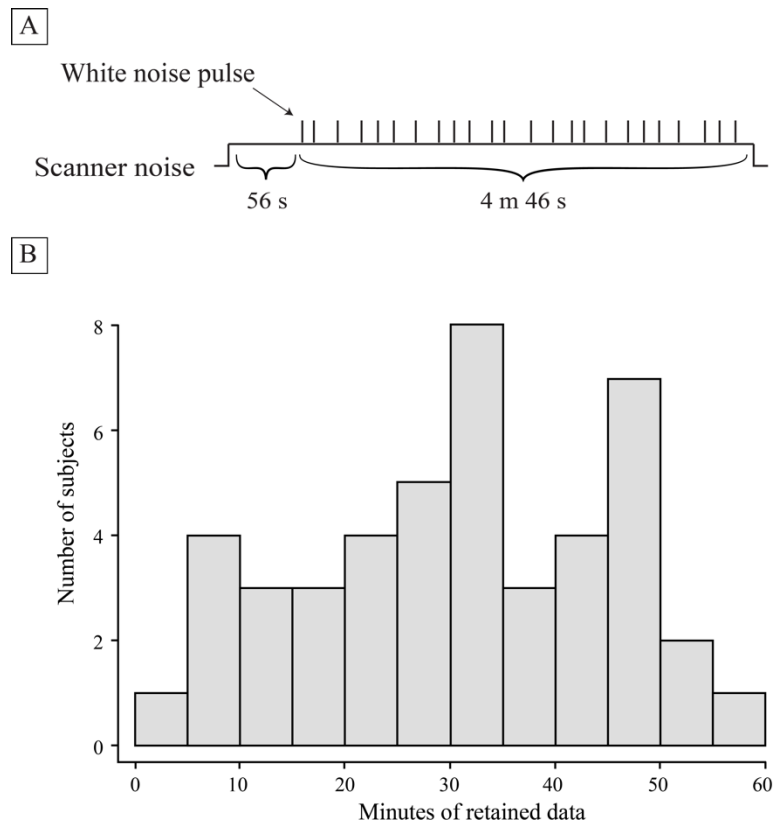 A
White noise pulse
Scanner noise
56 s
4 m 46 s
B
8
6
4
2
0
Number of subjects
0 10 20 30 40 50 60
Minutes of retained data